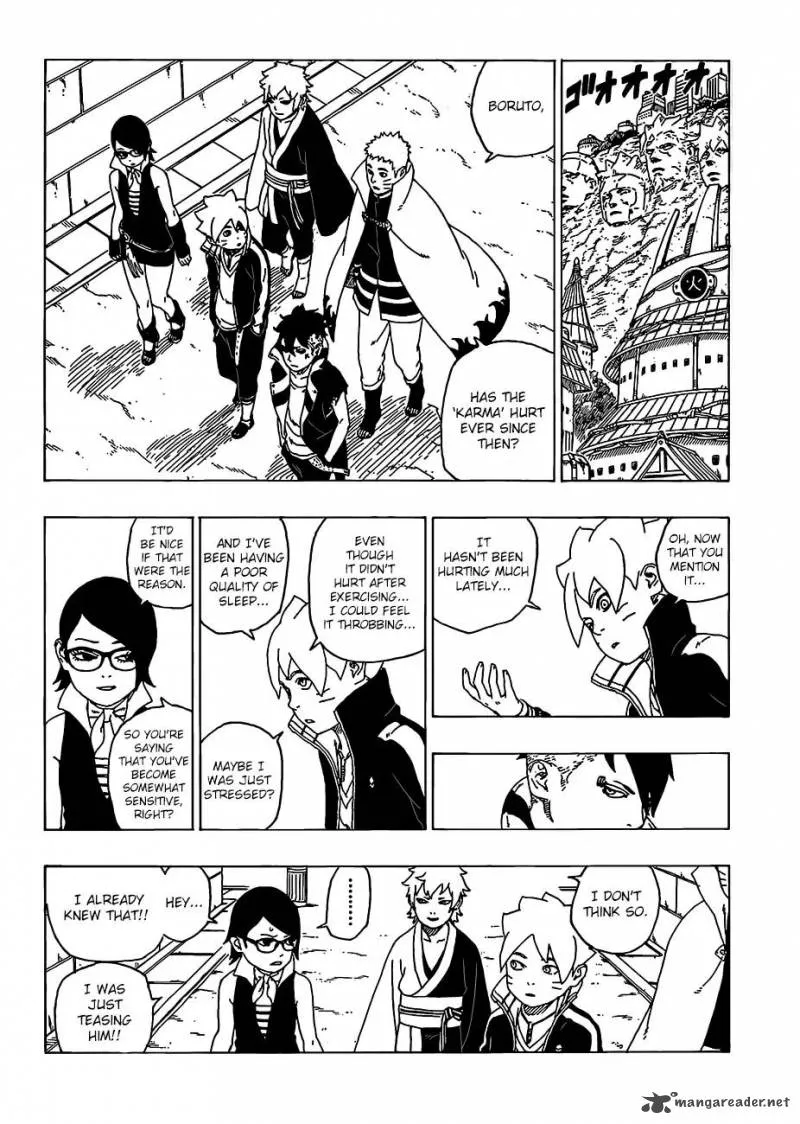 ゴオオオオ
火
BORUTO,
HAS THE
'KARMA' HURT
EVER SINCE
THEN?
OH, NOW
THAT YOU
MENTION
IT...
IT
HASN'T BEEN
HURTING MUCH
LATELY...
EVEN
THOUGH
IT DIDN'T
HURT AFTER
EXERCISING...
I COULD FEEL
IT THROBBING...
AND I'VE
BEEN HAVING
A POOR
QUALITY OF
SLEEP...
MAYBE I
WAS JUST
STRESSED?
IT'D
BE NICE
IF THAT
WERE THE
REASON.
SO YOU'RE
SAYING
THAT YOU'VE
BECOME
SOMEWHAT
SENSITIVE,
RIGHT?
I DON'T
THINK SO.
......
HEY...
I ALREADY
KNEW THAT!!
I WAS
JUST
TEASING
HIM!!
mangareader.net